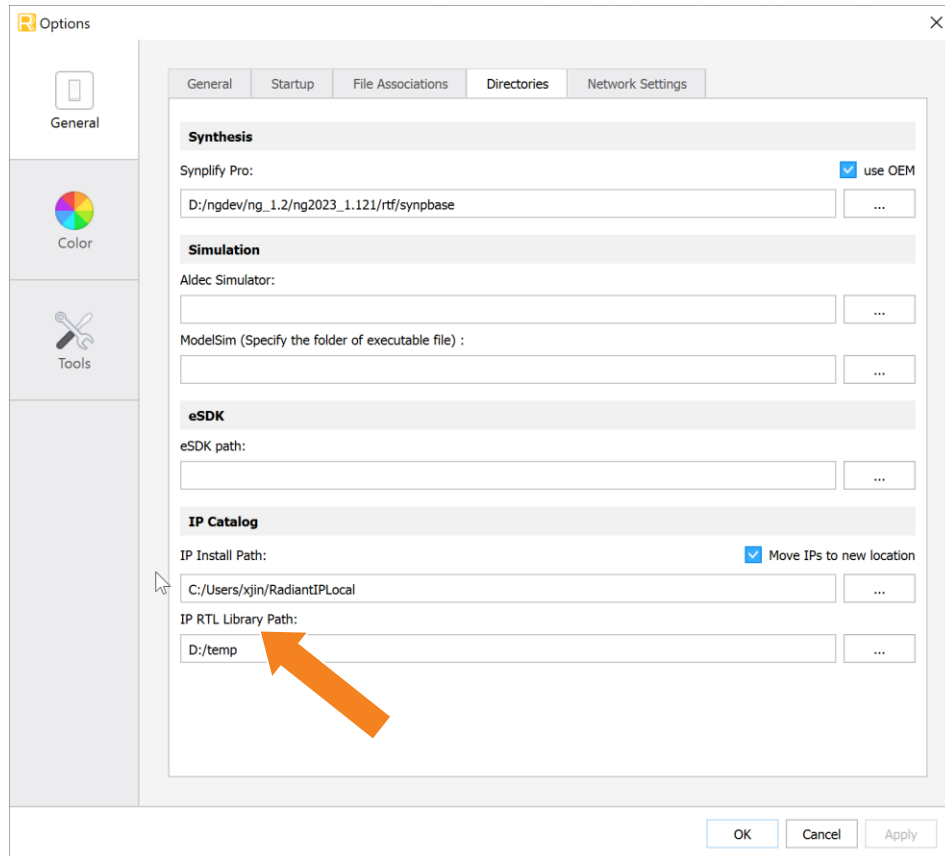 Options
General
Color
Tools
General Startup File Associations Directories Network Settings
Synthesis
Synplify Pro: use OEM
D:/ngdev/ng_1.2/ng2023_1.121/rtf/synpbase ...
Simulation
Aldec Simulator:
...
ModelSim (Specify the folder of executable file) :
...
eSDK
eSDK path:
...
IP Catalog
IP Install Path: Move IPs to new location
C:/Users/xjin/RadiantIPLocal ...
IP RTL Library Path:
D:/temp ...
OK Cancel Apply